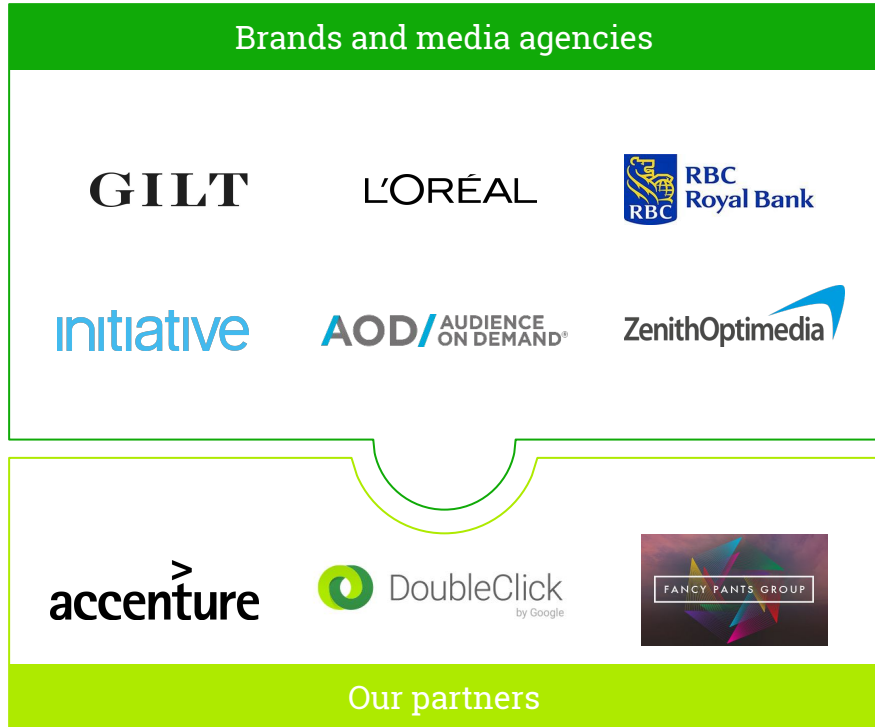 Brands and media agencies
GILT
L'ORÉAL
RBC
RBC
Royal Bank
initiative
AOD/ AUDIENCE
ON DEMAND®
ZenithOptimedia
>
accenture
DoubleClick
by Google
FANCY PANTS GROUP
Our partners